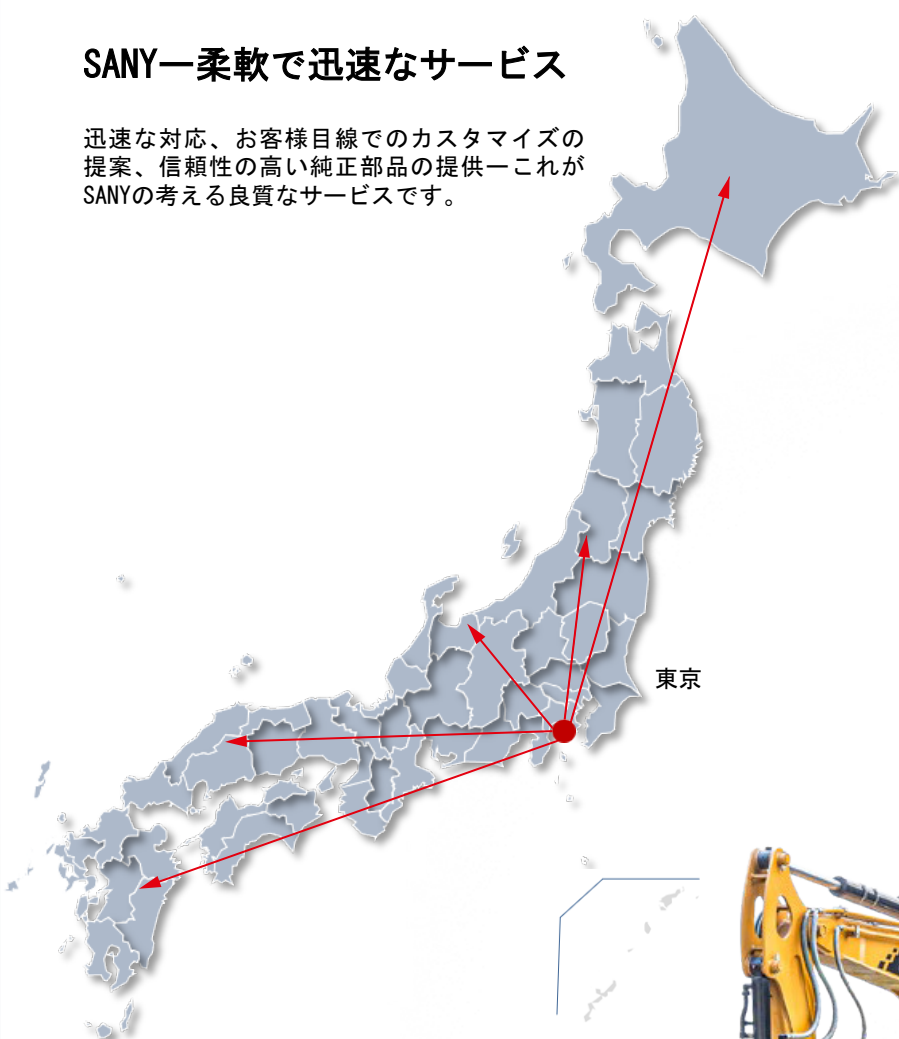 SANY一柔軟で迅速なサービス
迅速な対応、お客様目線でのカスタマイズの
提案、信頼性の高い純正部品の提供一これが
SANYの考える良質なサービスです。
東京